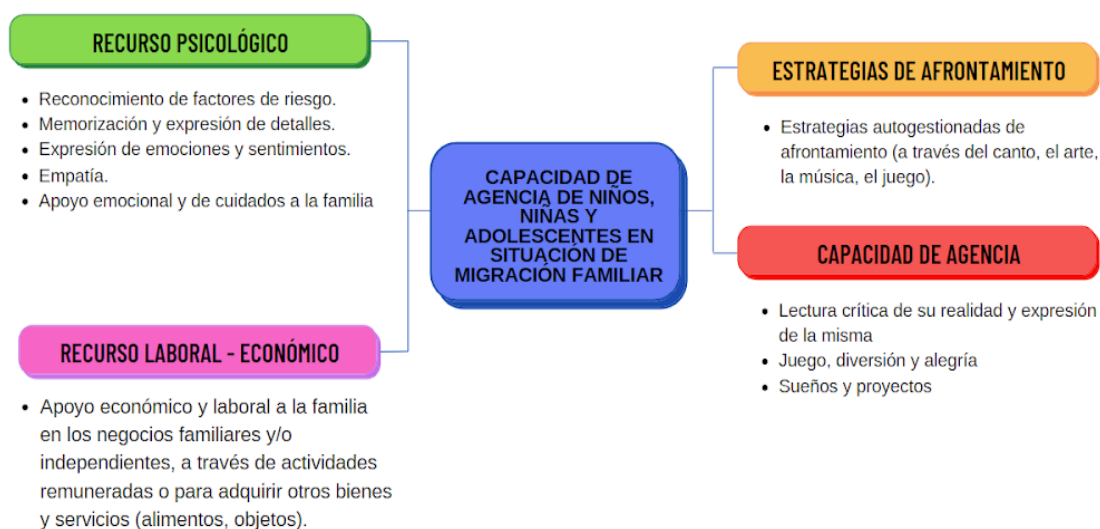 RECURSO PSICOLÓGICO
• Reconocimiento de factores de riesgo.
• Memorización y expresión de detalles.
• Expresión de emociones y sentimientos.
• Empatía.
• Apoyo emocional y de cuidados a la familia
RECURSO LABORAL - ECONÓMICO
• Apoyo económico y laboral a la familia
en los negocios familiares y/o
independientes, a través de actividades
remuneradas o para adquirir otros bienes
y servicios (alimentos, objetos).
CAPACIDAD DE
AGENCIA DE NIÑOS,
NIÑAS Y
ADOLESCENTES EN
SITUACIÓN DE
MIGRACIÓN FAMILIAR
ESTRATEGIAS DE AFRONTAMIENTO
• Estrategias autogestionadas de
afrontamiento (a través del canto, el arte,
la música, el juego).
CAPACIDAD DE AGENCIA
• Lectura crítica de su realidad y expresión
de la misma
• Juego, diversión y alegría
• Sueños y proyectos